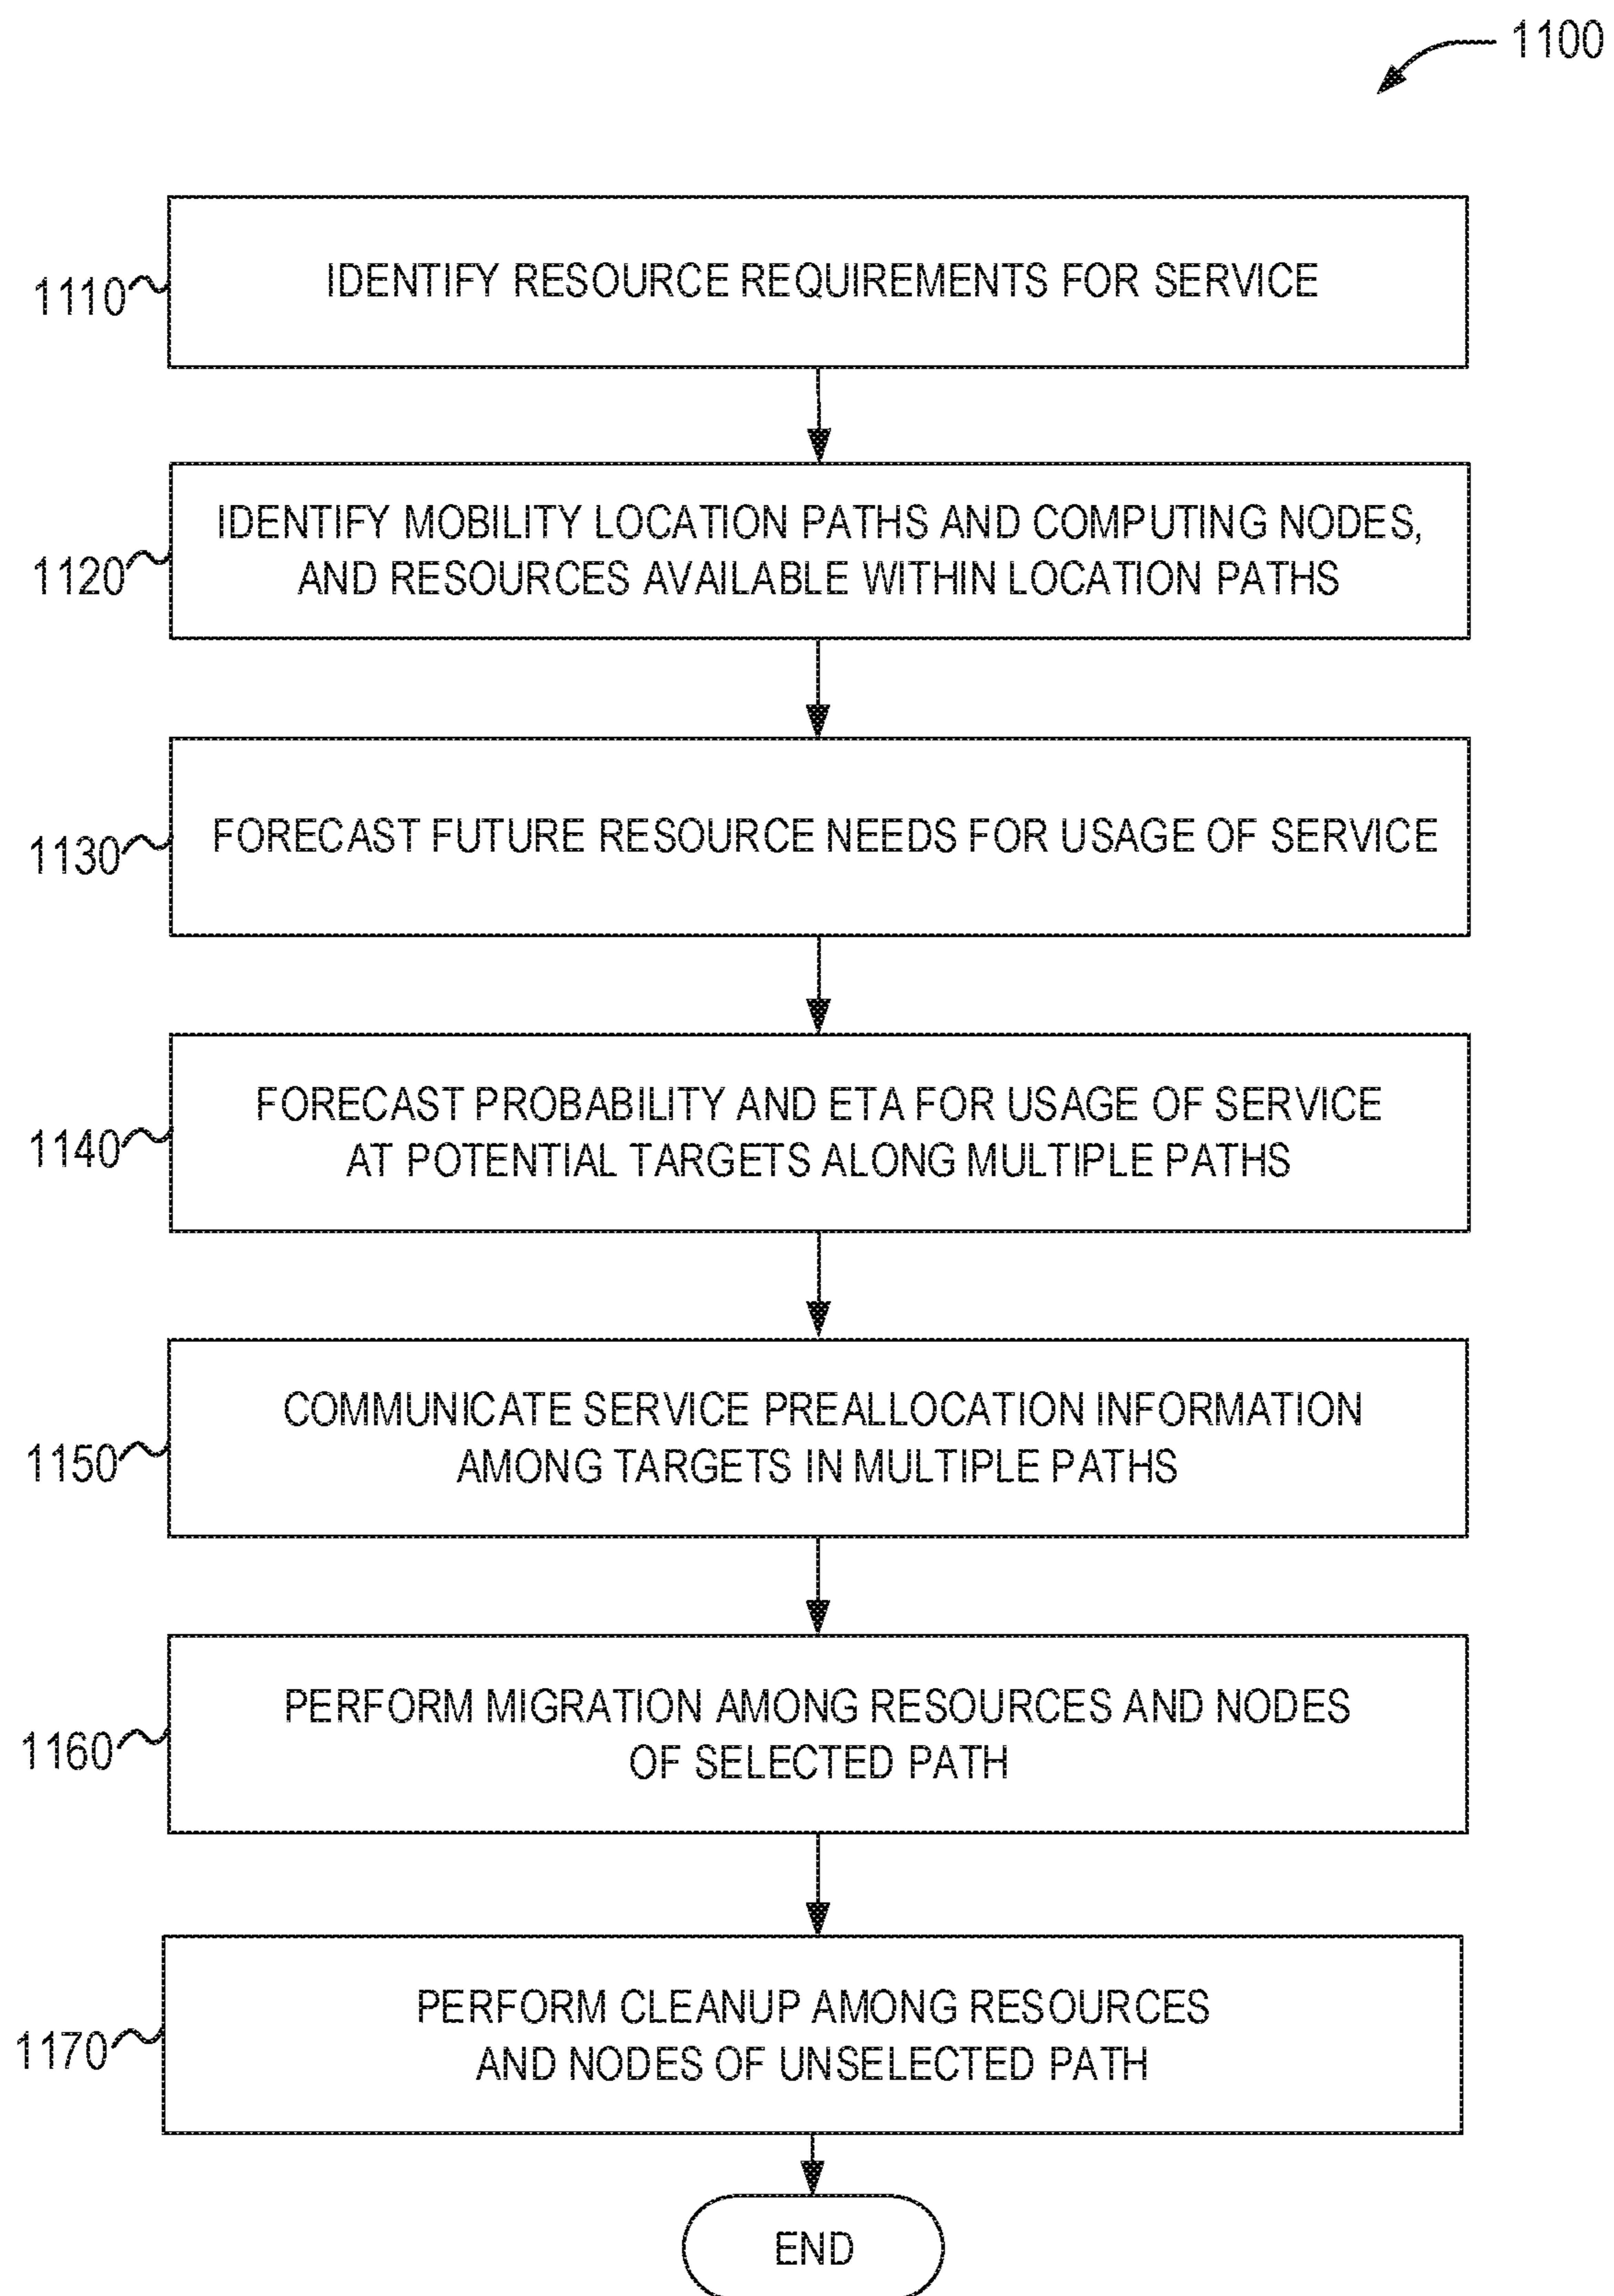 1100
1110
IDENTIFY RESOURCE REQUIREMENTS FOR SERVICE
1120
IDENTIFY MOBILITY LOCATION PATHS AND COMPUTING NODES,
AND RESOURCES AVAILABLE WITHIN LOCATION PATHS
1130
FORECAST FUTURE RESOURCE NEEDS FOR USAGE OF SERVICE
1140
FORECAST PROBABILITY AND ETA FOR USAGE OF SERVICE
AT POTENTIAL TARGETS ALONG MULTIPLE PATHS
1150
COMMUNICATE SERVICE PREALLOCATION INFORMATION
AMONG TARGETS IN MULTIPLE PATHS
1160
PERFORM MIGRATION AMONG RESOURCES AND NODES
OF SELECTED PATH
1170
PERFORM CLEANUP AMONG RESOURCES
AND NODES OF UNSELECTED PATH
END